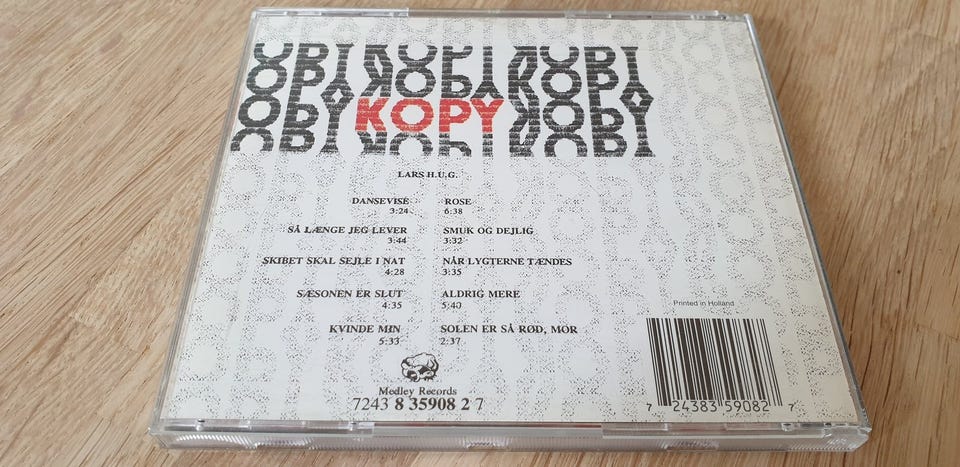 KOPY
LARS H.U.G.
DANSEVISE
3:24
SÅ LÆNGE JEG LEVER
3:44
SKIBET SKAL SEJLE I NAT
4:28
SÆSONEN ER SLUT
4:35
KVINDE MIN
5:33
ROSE
6:38
SMUK OG DEJLIG
3:32
NÅR LYGTERNE TÆNDES
3:35
ALDRIG MERE
5:40
SOLEN ER SÅ RØD, MOR
2:37
Medley Records
7243 8 35908 2 7
Printed in Holland
7 24383 59082 7